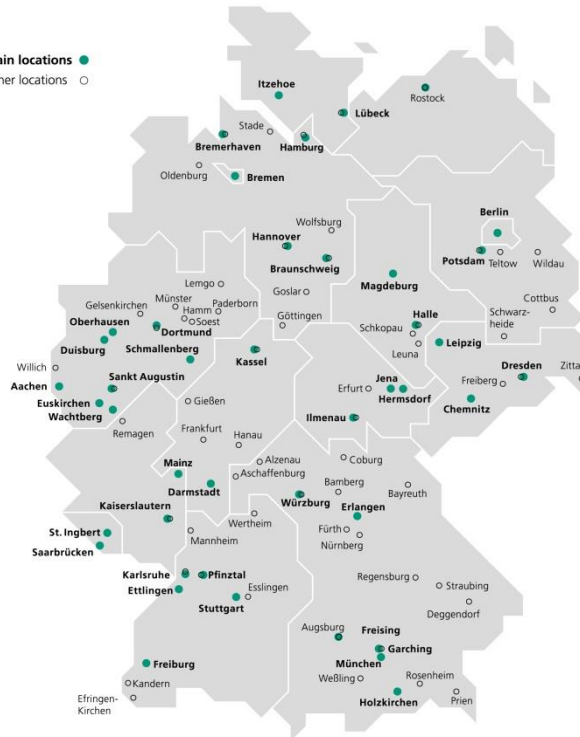 ain locations
ner locations
Itzehoe
Rostock
Lübeck
Stade
Bremerhaven
Hamburg
Oldenburg
Bremen
Wolfsburg
Berlin
Hannover
Potsdam
Braunschweig
Teltow
Wildau
Magdeburg
Lemgo
Goslar
Münster
Paderborn
Cottbus
Gelsenkirchen
Hamm
Göttingen
Halle
Schwarz-
heide
Oberhausen
Soest
Dortmund
Schkopau
Duisburg
Schmallenberg
Kassel
Leuna
Leipzig
Willich
Dresden
Zitta
Aachen
Sankt Augustin
Erfurt
Jena
Freiberg
Euskirchen
Hermsdorf
Chemnitz
Wachtberg
Gießen
Ilmenau
Remagen
Frankfurt
Hanau
Alzenau
Coburg
Mainz
Aschaffenburg
Bamberg
Darmstadt
Würzburg
Bayreuth
Kaiserslautern
Erlangen
Wertheim
Fürth
St. Ingbert
Mannheim
Nürnberg
Saarbrücken
Karlsruhe
Pfinztal
Regensburg
Ettlingen
Esslingen
Straubing
Stuttgart
Deggendorf
Augsburg
Freising
Garching
Freiburg
München
Weßling
Rosenheim
Kandern
Efringen-
Kirchen
Holzkirchen
Prien